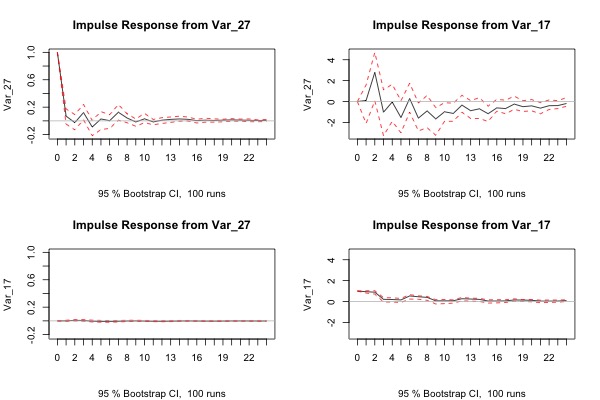 Impulse Response from Var_27
Var_27
-0.2 0.2 0.6 1.0
0 2 4 6 8 10 13 16 19 22
95 % Bootstrap CI, 100 runs
Impulse Response from Var_17
Var_27
-2 0 2 4
0 2 4 6 8 10 13 16 19 22
95 % Bootstrap CI, 100 runs
Impulse Response from Var_27
Var_17
-0.2 0.2 0.6 1.0
0 2 4 6 8 10 13 16 19 22
95 % Bootstrap CI, 100 runs
Impulse Response from Var_17
Var_17
-2 0 2 4
0 2 4 6 8 10 13 16 19 22
95 % Bootstrap CI, 100 runs